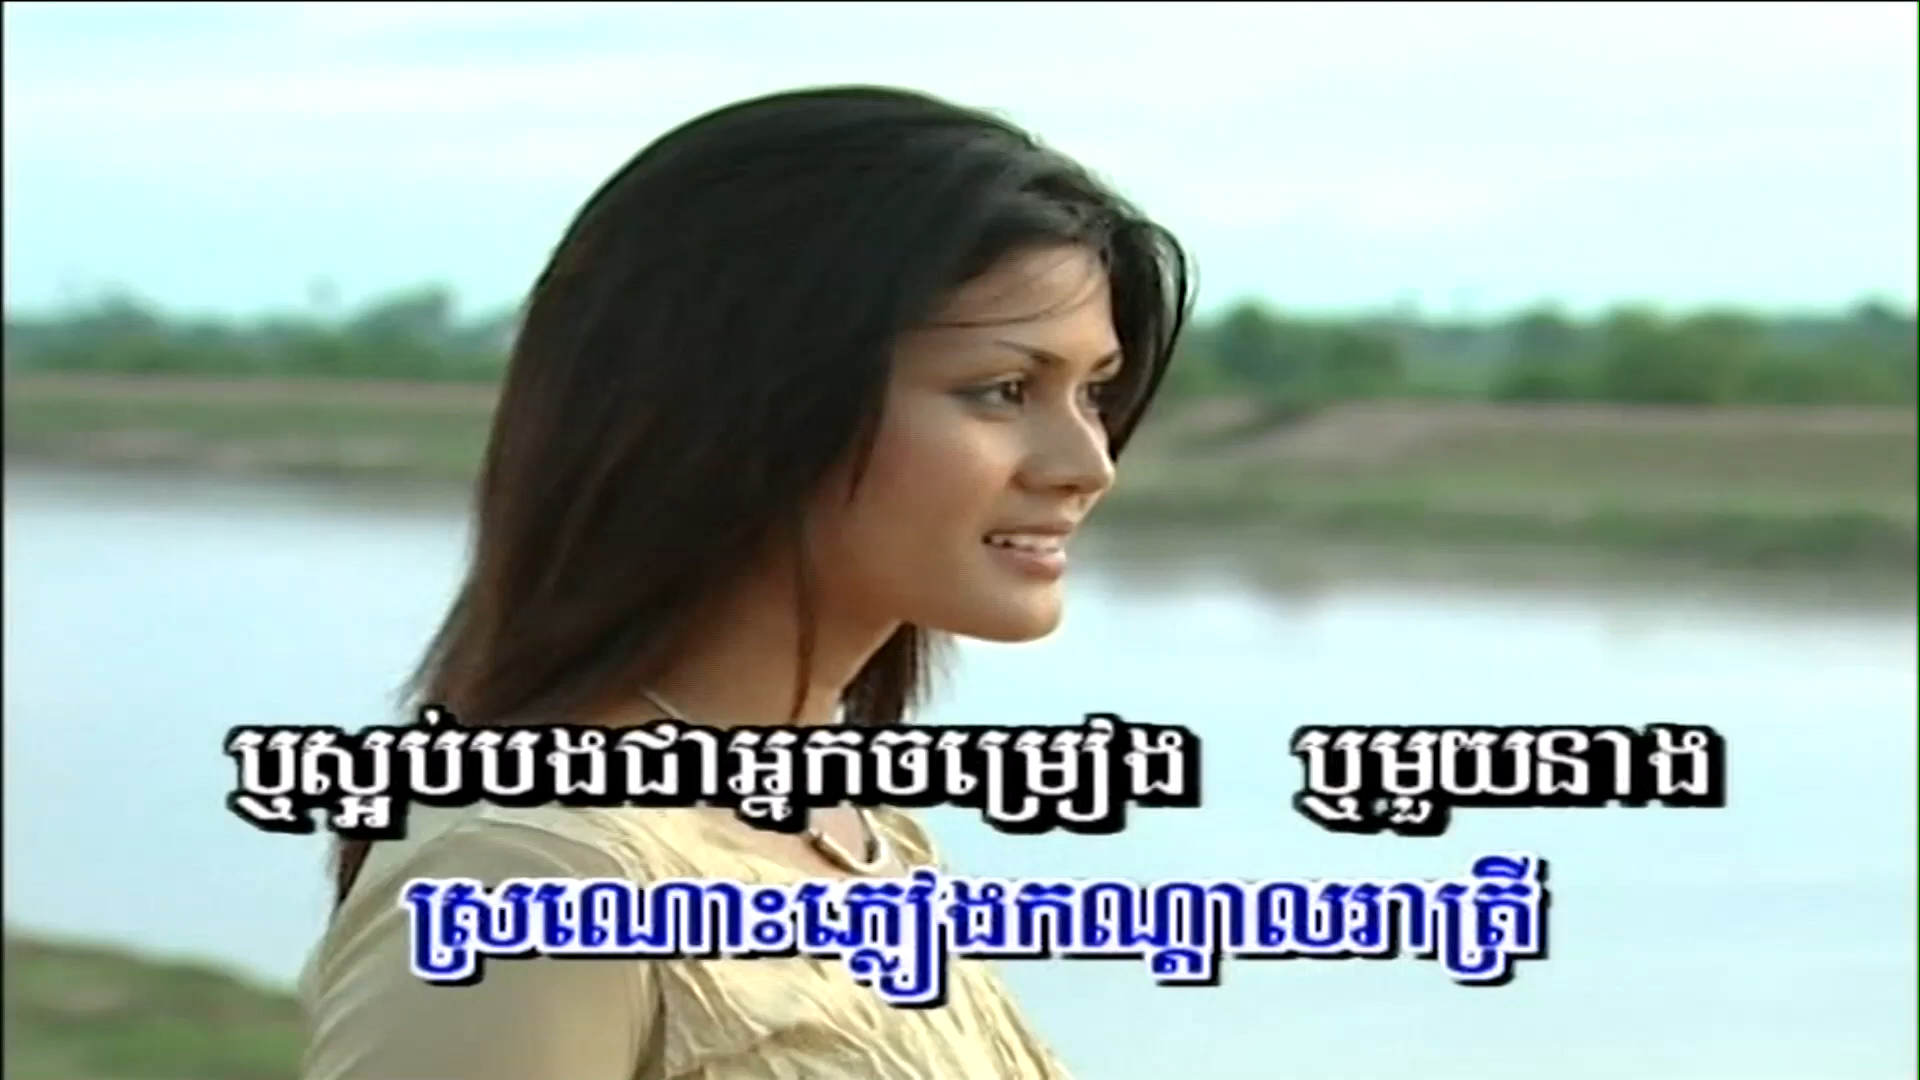 ឬស្អប់បងជាអ្នកចម្រៀង ឬមួយនាង
ស្រណោះភ្លៀងកណ្ដាលរាត្រី